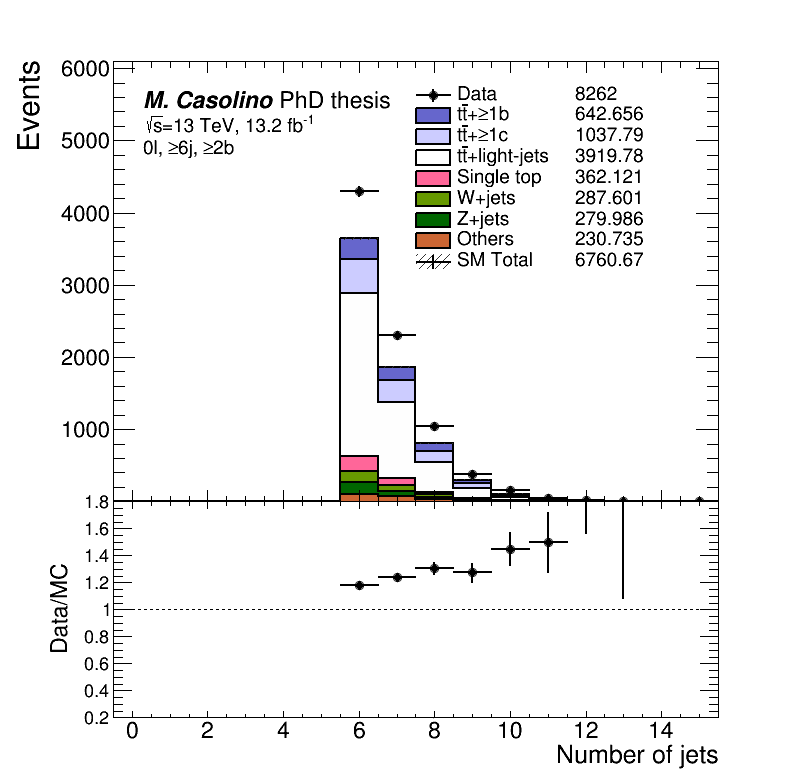 Events
6000
5000
4000
3000
2000
1000
M. Casolino PhD thesis
√s=13 TeV, 13.2 fb⁻¹
0l, ≥6j, ≥2b
Data 8262
tt̄+≥1b 642.656
tt̄+≥1c 1037.79
tt̄+light-jets 3919.78
Single top 362.121
W+jets 287.601
Z+jets 279.986
Others 230.735
SM Total 6760.67
Data/MC
1.8
1.6
1.4
1.2
1
0.8
0.6
0.4
0.2
0 2 4 6 8 10 12 14
Number of jets